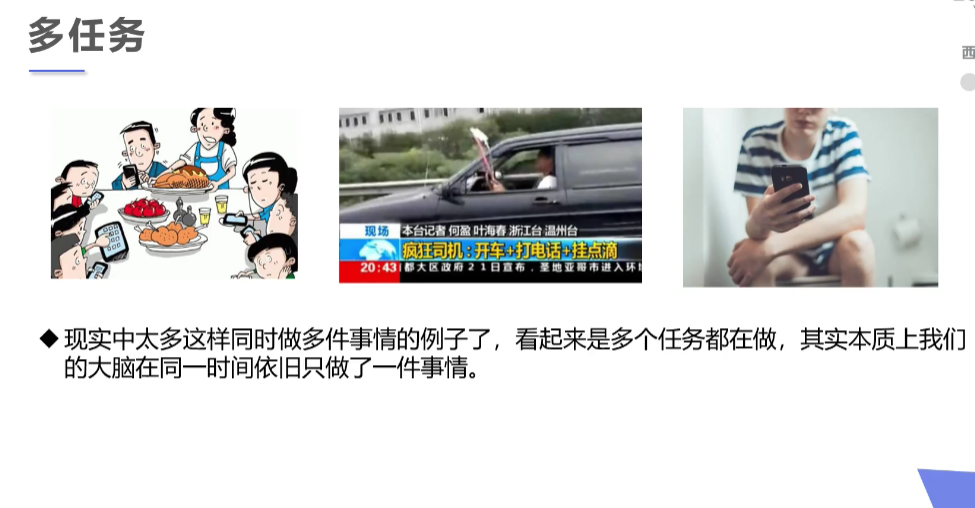 多任务
西
现场
本台记者 何盈 叶海春 浙江台 温州台
疯狂司机：开车+打电话+挂点滴
20:43
都大区政府21日宣布，圣地亚哥市进入环
◆现实中太多这样同时做多件事情的例子了，看起来是多个任务都在做，其实本质上我们
的大脑在同一时间依旧只做了一件事情。